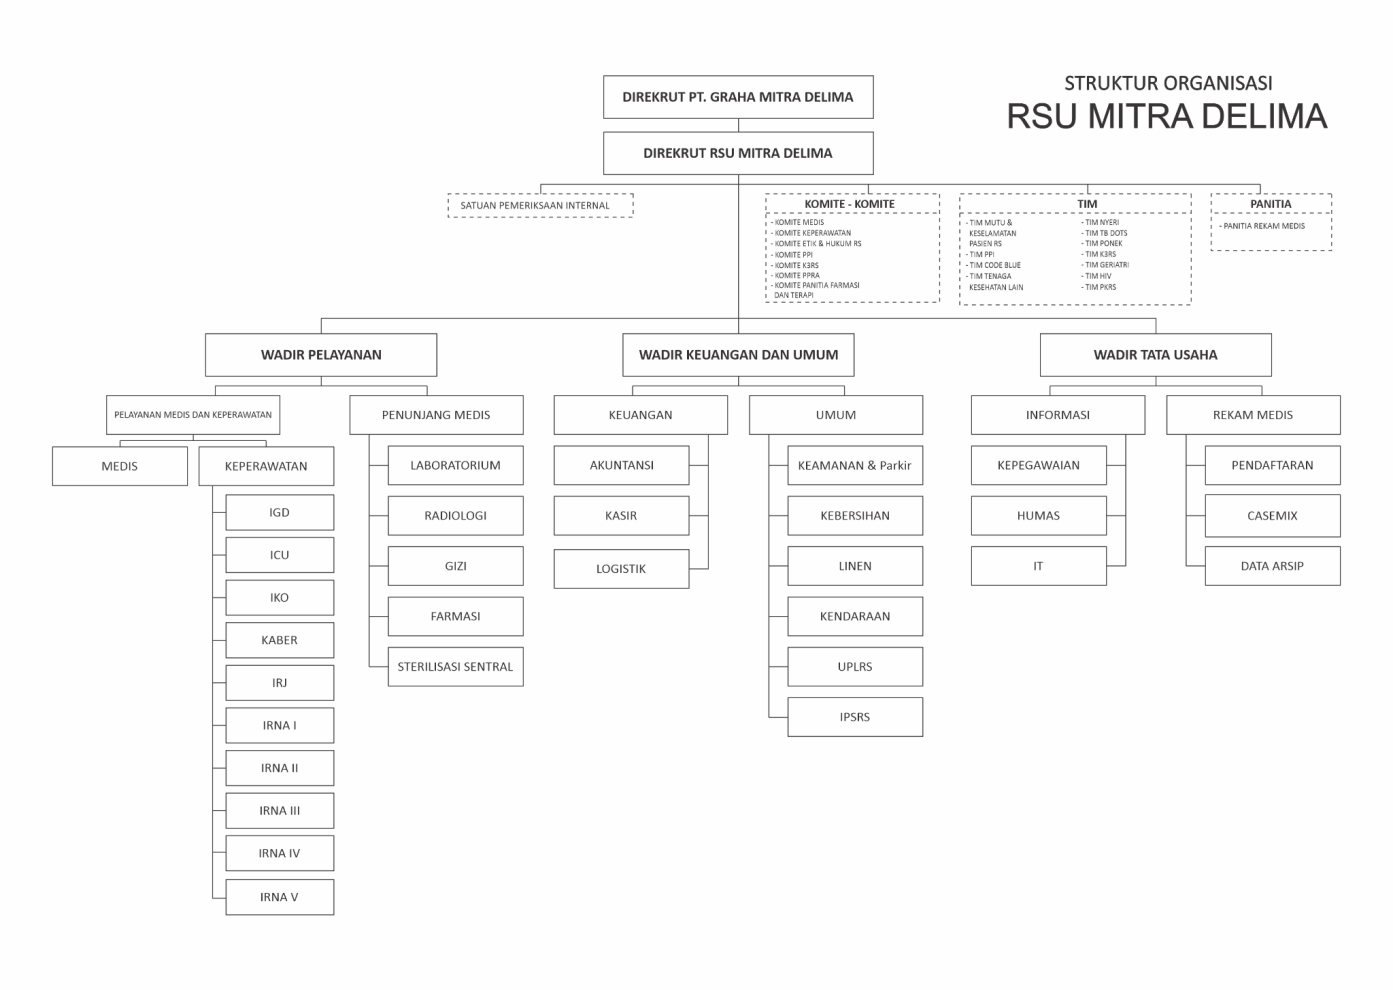 STRUKTUR ORGANISASI
RSU MITRA DELIMA
DIREKRUT PT. GRAHA MITRA DELIMA
DIREKRUT RSU MITRA DELIMA
SATUAN PEMERIKSAAN INTERNAL
KOMITE - KOMITE
- KOMITE MEDIS
- KOMITE KEPERAWATAN
- KOMITE ETIK & HUKUM RS
- KOMITE PPI
- KOMITE K3RS
- KOMITE PPRA
- KOMITE PANITIA FARMASI
DAN TERAPI
TIM
- TIM MUTU &
KESELAMATAN
PASIEN RS
- TIM PPI
- TIM CODE BLUE
- TIM TENAGA
KESEHATAN LAIN
- TIM NYERI
- TIM TB DOTS
- TIM PONEK
- TIM K3RS
- TIM GERIATRI
- TIM HIV
- TIM PKRS
PANITIA
- PANITIA REKAM MEDIS
WADIR PELAYANAN
PELAYANAN MEDIS DAN KEPERAWATAN
MEDIS
KEPERAWATAN
IGD
ICU
IKO
KABER
IRJ
IRNA I
IRNA II
IRNA III
IRNA IV
IRNA V
PENUNJANG MEDIS
LABORATORIUM
RADIOLOGI
GIZI
FARMASI
STERILISASI SENTRAL
WADIR KEUANGAN DAN UMUM
KEUANGAN
AKUNTANSI
KASIR
LOGISTIK
UMUM
KEAMANAN & Parkir
KEBERSIHAN
LINEN
KENDARAAN
UPLRS
IPSRS
WADIR TATA USAHA
INFORMASI
KEPEGAWAIAN
HUMAS
IT
REKAM MEDIS
PENDAFTARAN
CASEMIX
DATA ARSIP